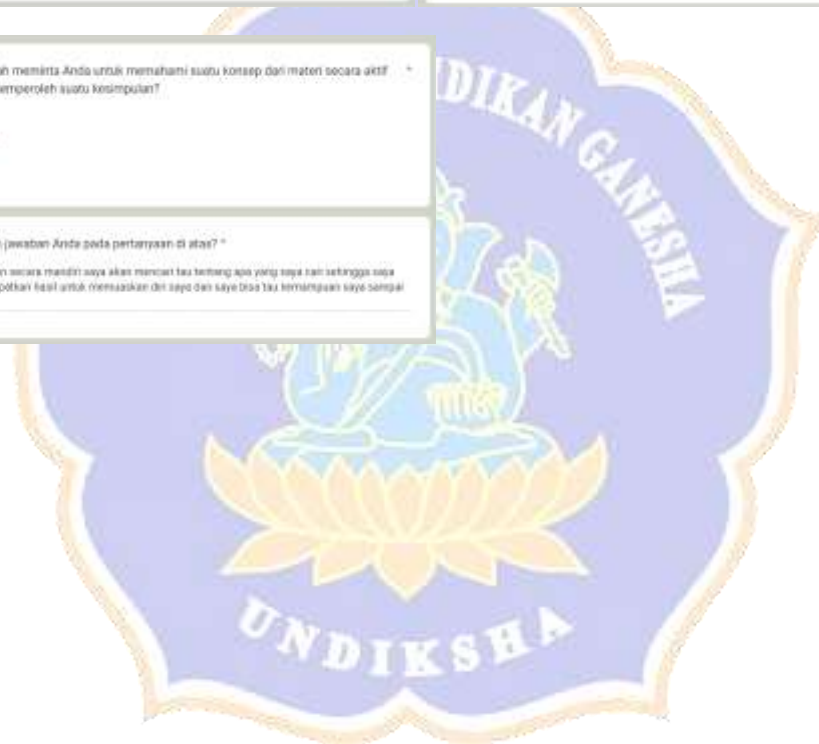 ah meminta Anda untuk memahami suatu konsep dari materi secara aktif *
emperoleh suatu kesimpulan?
jawaban Anda pada pertanyaan di atas? *
n secara mandiri saya akan mencari tau tentang apa yang saya cari sehingga saya
patkan hasil untuk memuaskan diri saya dan saya bisa tau kemampuan saya sampai
DIKAN GANESHA
UNDIKSHA